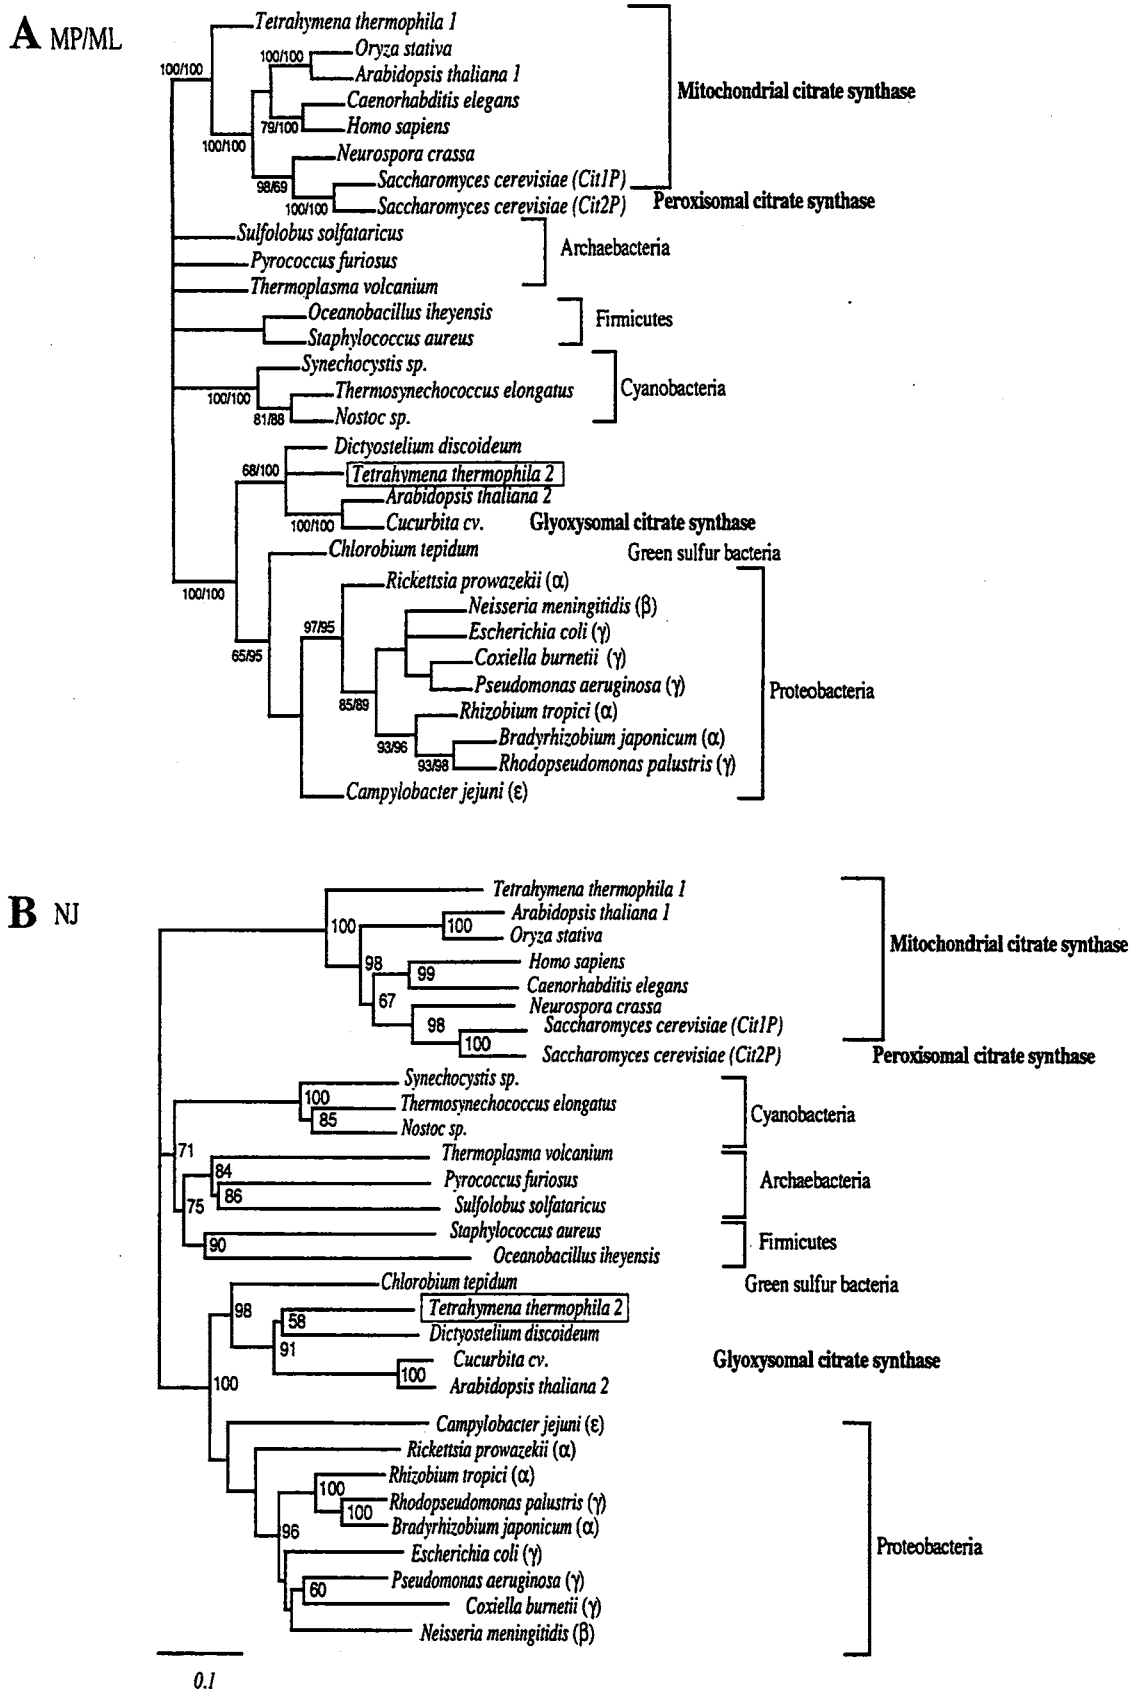 A MP/ML
Tetrahymena thermophila 1
Oryza stativa
100/100
Arabidopsis thaliana 1
100/100
Mitochondrial citrate synthase
Caenorhabditis elegans
79/100
Homo sapiens
100/100
Neurospora crassa
Saccharomyces cerevisiae (Cit1P)
98/69
Saccharomyces cerevisiae (Cit2P)
100/100
Peroxisomal citrate synthase
Sulfolobus solfataricus
Pyrococcus furiosus
Archaebacteria
Thermoplasma volcanium
Oceanobacillus iheyensis
Firmicutes
Staphylococcus aureus
Synechocystis sp.
100/100
Thermosynechococcus elongatus
Cyanobacteria
81/88
Nostoc sp.
Dictyostelium discoideum
68/100
Tetrahymena thermophila 2
Arabidopsis thaliana 2
100/100
Cucurbita cv.
Glyoxysomal citrate synthase
Chlorobium tepidum
Green sulfur bacteria
100/100
Rickettsia prowazekii (α)
Neisseria meningitidis (β)
97/95
Escherichia coli (γ)
65/95
Coxiella burnetii (γ)
Pseudomonas aeruginosa (γ)
Proteobacteria
85/89
Rhizobium tropici (α)
Bradyrhizobium japonicum (α)
93/96
Rhodopseudomonas palustris (γ)
93/98
Campylobacter jejuni (ε)
B NJ
Tetrahymena thermophila 1
Arabidopsis thaliana 1
100
100
Oryza stativa
Mitochondrial citrate synthase
Homo sapiens
98
99
Caenorhabditis elegans
67
Neurospora crassa
98
Saccharomyces cerevisiae (Cit1P)
100
Saccharomyces cerevisiae (Cit2P)
Peroxisomal citrate synthase
Synechocystis sp.
100
Thermosynechococcus elongatus
Cyanobacteria
85
Nostoc sp.
71
Thermoplasma volcanium
84
Pyrococcus furiosus
Archaebacteria
86
75
Sulfolobus solfataricus
Staphylococcus aureus
90
Firmicutes
Oceanobacillus iheyensis
Chlorobium tepidum
Green sulfur bacteria
98
Tetrahymena thermophila 2
58
Dictyostelium discoideum
91
Cucurbita cv.
Glyoxysomal citrate synthase
100
100
Arabidopsis thaliana 2
Campylobacter jejuni (ε)
Rickettsia prowazekii (α)
Rhizobium tropici (α)
100
Rhodopseudomonas palustris (γ)
100
Bradyrhizobium japonicum (α)
96
Proteobacteria
Escherichia coli (γ)
Pseudomonas aeruginosa (γ)
60
Coxiella burnetii (γ)
Neisseria meningitidis (β)
0.1